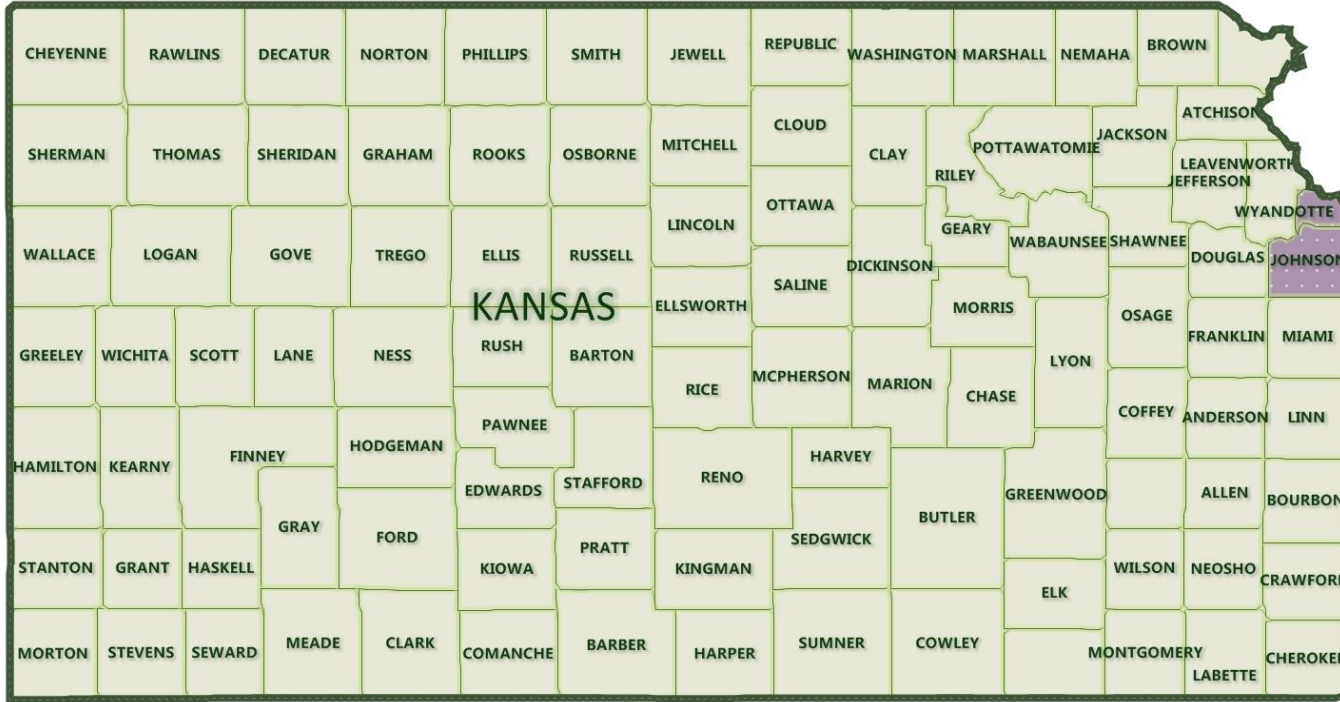 CHEYENNE
RAWLINS
DECATUR
NORTON
PHILLIPS
SMITH
JEWELL
REPUBLIC
WASHINGTON
MARSHALL
NEMAHA
BROWN
SHERMAN
THOMAS
SHERIDAN
GRAHAM
ROOKS
OSBORNE
MITCHELL
CLOUD
CLAY
RILEY
POTTAWATOMIE
JACKSON
ATCHISON
LEAVENWORTH
JEFFERSON
WYANDOTTE
WALLACE
LOGAN
GOVE
TREGO
ELLIS
RUSSELL
LINCOLN
OTTAWA
GEARY
WABAUNSEE
SHAWNEE
DOUGLAS
JOHNSON
KANSAS
ELLSWORTH
SALINE
DICKINSON
MORRIS
OSAGE
GREELEY
WICHITA
SCOTT
LANE
NESS
RUSH
BARTON
RICE
MCPHERSON
MARION
CHASE
LYON
FRANKLIN
MIAMI
HAMILTON
KEARNY
FINNEY
HODGEMAN
PAWNEE
STAFFORD
RENO
HARVEY
COFFEY
ANDERSON
LINN
EDWARDS
GRAY
FORD
PRATT
SEDGWICK
BUTLER
GREENWOOD
ALLEN
BOURBON
STANTON
GRANT
HASKELL
KIOWA
KINGMAN
ELK
WILSON
NEOSHO
CRAWFOR
MORTON
STEVENS
SEWARD
MEADE
CLARK
COMANCHE
BARBER
HARPER
SUMNER
COWLEY
MONTGOMERY
LABETTE
CHEROKE